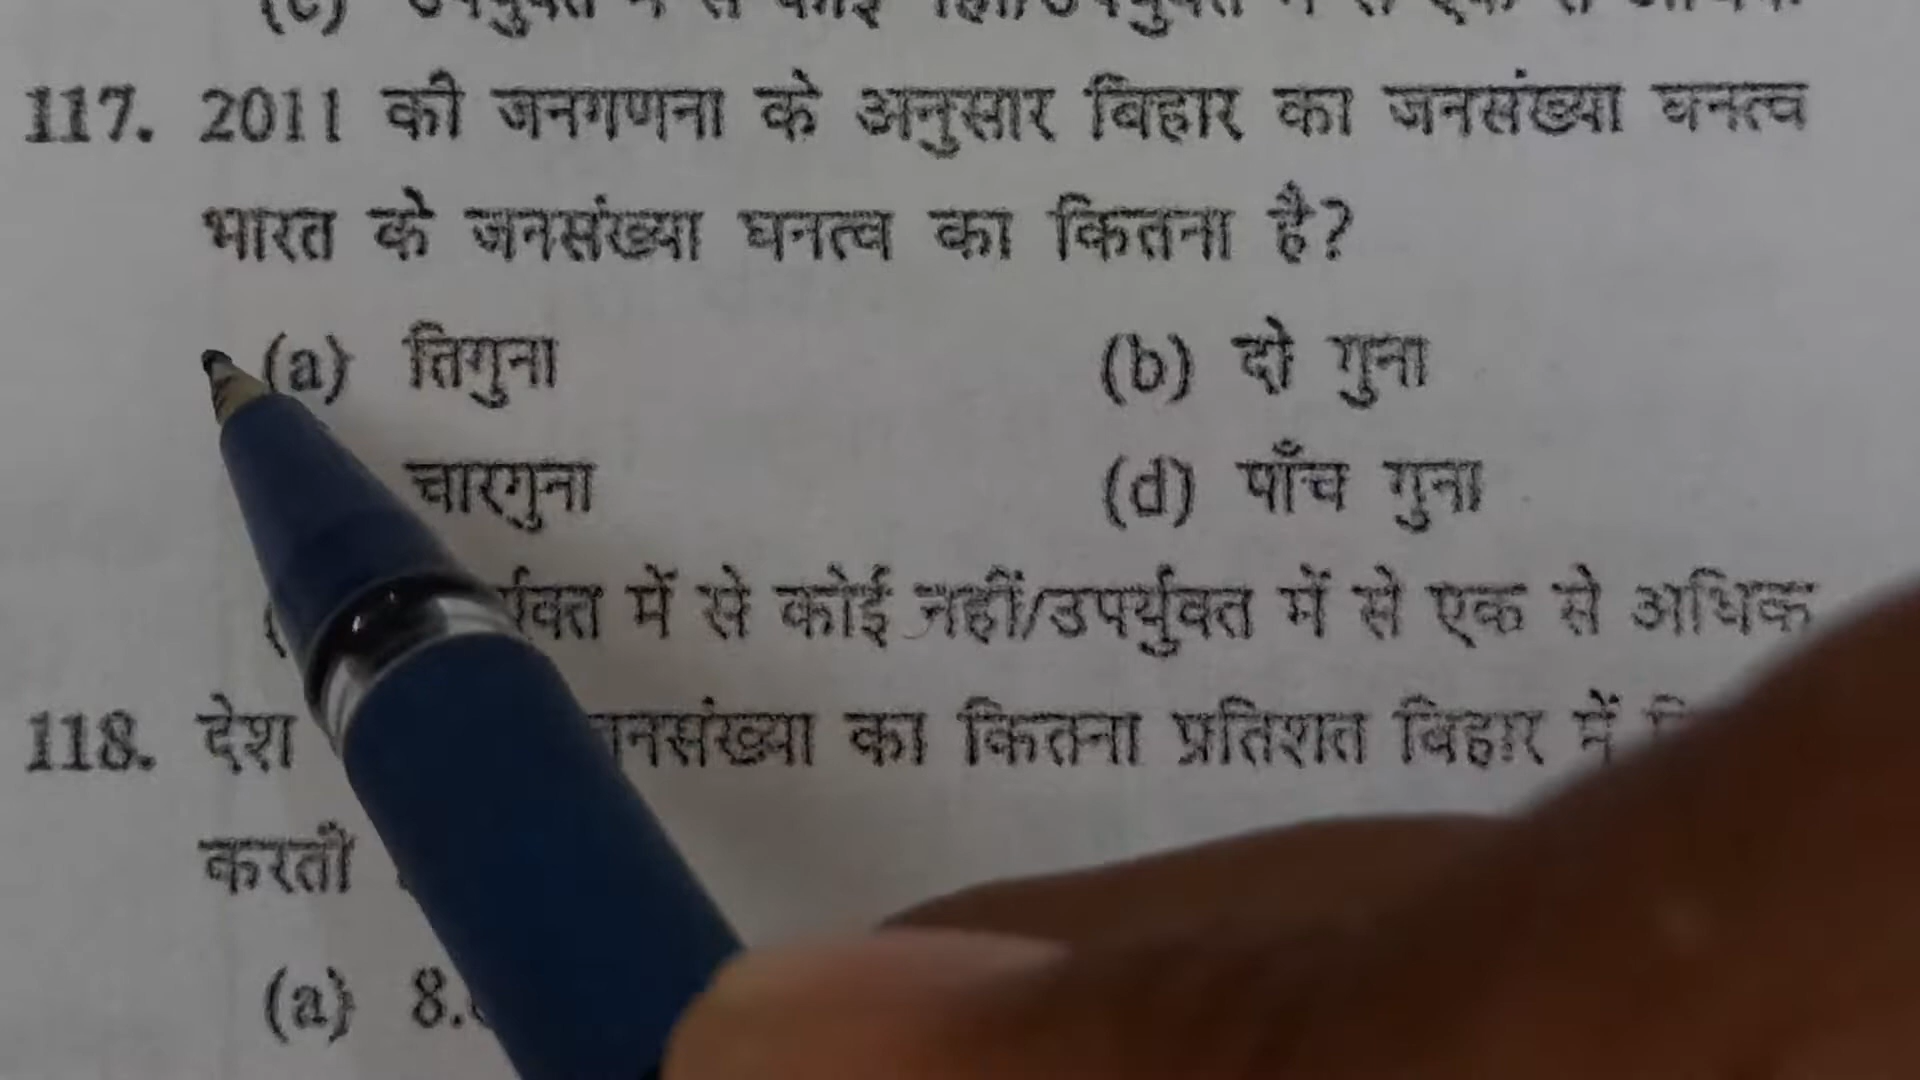 117. 2011 की जनगणना के अनुसार बिहार का जनसंख्या घनत्व
भारत के जनसंख्या घनत्व का कितना है?
(a) तिगुना (b) दो गुना
चारगुना (d) पाँच गुना
में से कोई नहीं/उपर्युक्त में से एक से अधिक
118. देश का कितना प्रतिशत बिहार में
करती
(a) 8.